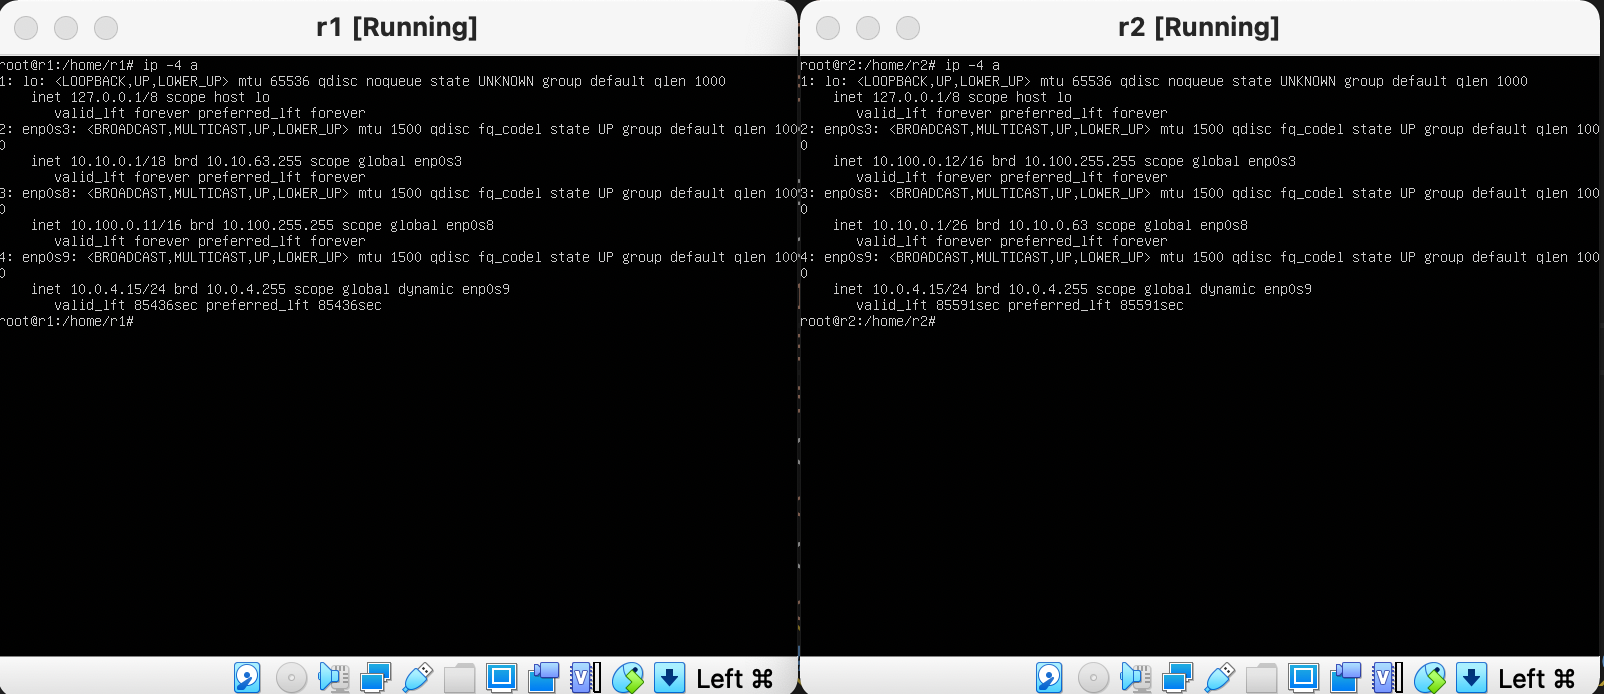 r1 [Running]
root@r1:/home/r1# ip -4 a
1: lo: <LOOPBACK,UP,LOWER_UP> mtu 65536 qdisc noqueue state UNKNOWN group default qlen 1000
    inet 127.0.0.1/8 scope host lo
       valid_lft forever preferred_lft forever
2: enp0s3: <BROADCAST,MULTICAST,UP,LOWER_UP> mtu 1500 qdisc fq_codel state UP group default qlen 100
0
    inet 10.10.0.1/18 brd 10.10.63.255 scope global enp0s3
       valid_lft forever preferred_lft forever
3: enp0s8: <BROADCAST,MULTICAST,UP,LOWER_UP> mtu 1500 qdisc fq_codel state UP group default qlen 100
0
    inet 10.100.0.11/16 brd 10.100.255.255 scope global enp0s8
       valid_lft forever preferred_lft forever
4: enp0s9: <BROADCAST,MULTICAST,UP,LOWER_UP> mtu 1500 qdisc fq_codel state UP group default qlen 100
0
    inet 10.0.4.15/24 brd 10.0.4.255 scope global dynamic enp0s9
       valid_lft 85436sec preferred_lft 85436sec
root@r1:/home/r1#
V
Left ⌘
r2 [Running]
root@r2:/home/r2# ip -4 a
1: lo: <LOOPBACK,UP,LOWER_UP> mtu 65536 qdisc noqueue state UNKNOWN group default qlen 1000
    inet 127.0.0.1/8 scope host lo
       valid_lft forever preferred_lft forever
2: enp0s3: <BROADCAST,MULTICAST,UP,LOWER_UP> mtu 1500 qdisc fq_codel state UP group default qlen 100
0
    inet 10.100.0.12/16 brd 10.100.255.255 scope global enp0s3
       valid_lft forever preferred_lft forever
3: enp0s8: <BROADCAST,MULTICAST,UP,LOWER_UP> mtu 1500 qdisc fq_codel state UP group default qlen 100
0
    inet 10.10.0.1/26 brd 10.10.0.63 scope global enp0s8
       valid_lft forever preferred_lft forever
4: enp0s9: <BROADCAST,MULTICAST,UP,LOWER_UP> mtu 1500 qdisc fq_codel state UP group default qlen 100
0
    inet 10.0.4.15/24 brd 10.0.4.255 scope global dynamic enp0s9
       valid_lft 85591sec preferred_lft 85591sec
root@r2:/home/r2#
V
Left ⌘